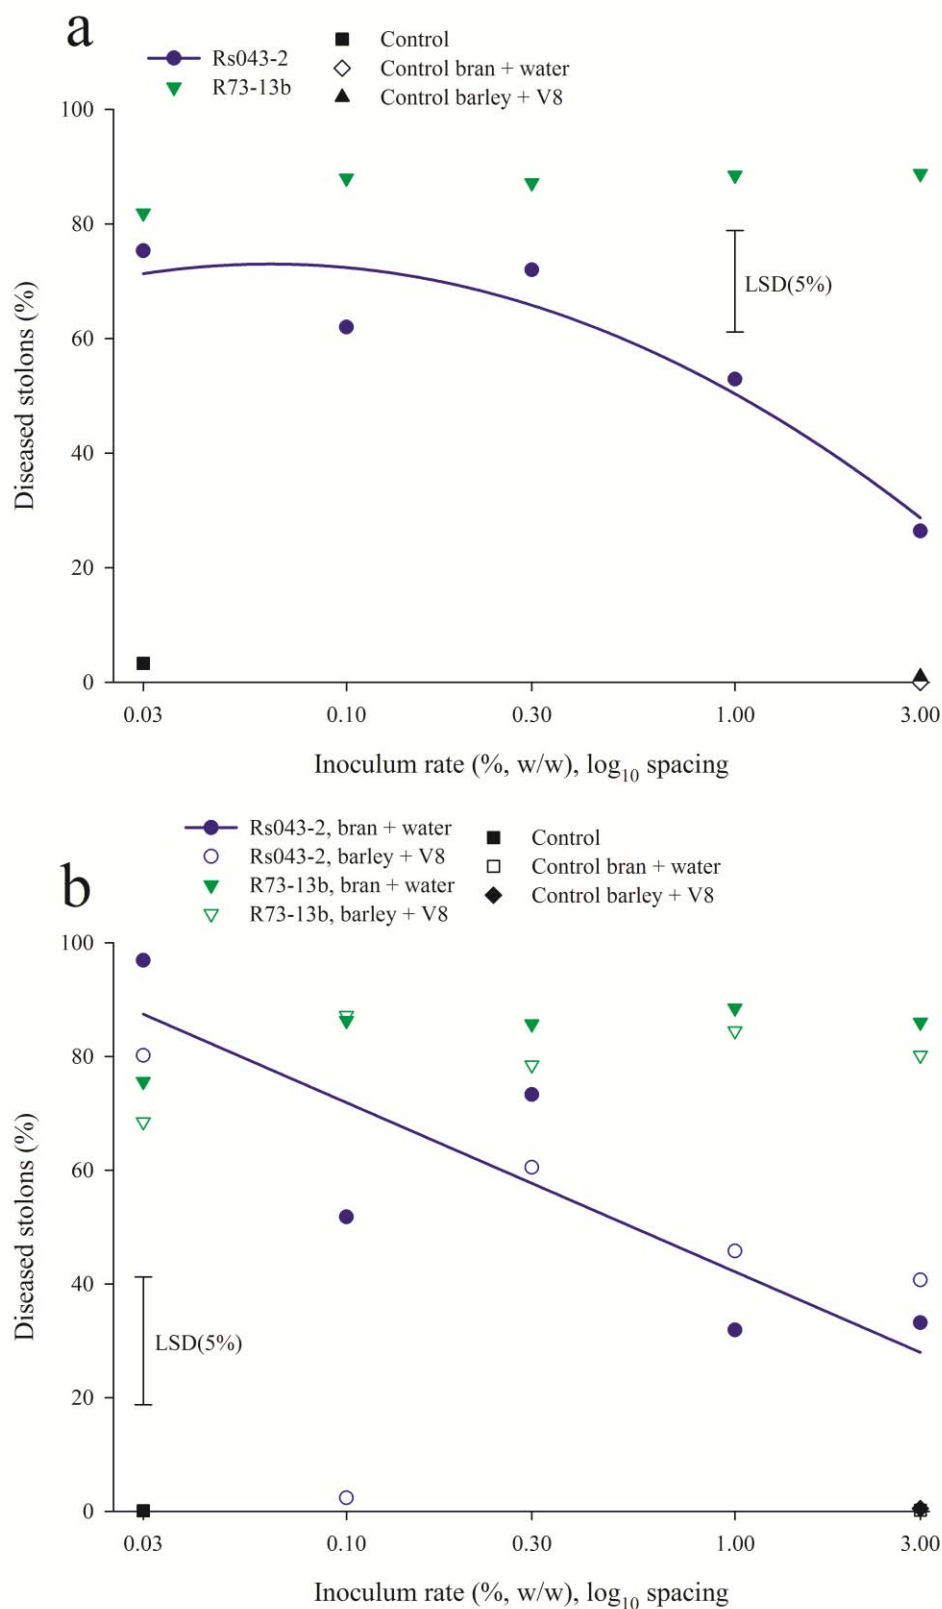 a
Rs043-2
R73-13b
Control
Control bran + water
Control barley + V8
100
80
60
40
20
0
Diseased stolons (%)
LSD(5%)
0.03 0.10 0.30 1.00 3.00
Inoculum rate (%, w/w), log10 spacing
b
Rs043-2, bran + water
Rs043-2, barley + V8
R73-13b, bran + water
R73-13b, barley + V8
Control
Control bran + water
Control barley + V8
100
80
60
40
20
0
Diseased stolons (%)
LSD(5%)
0.03 0.10 0.30 1.00 3.00
Inoculum rate (%, w/w), log10 spacing